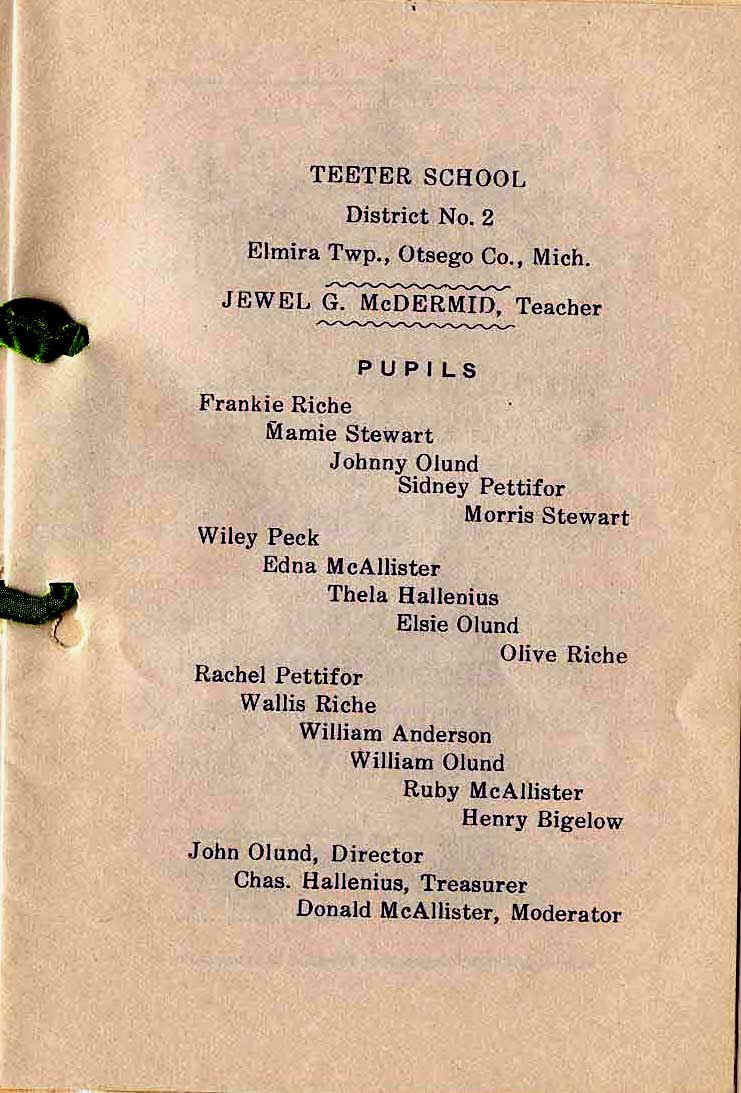 TEETER SCHOOL
District No. 2
Elmira Twp., Otsego Co., Mich.
JEWEL G. McDERMID, Teacher
PUPILS
Frankie Riche
Mamie Stewart
Johnny Olund
Sidney Pettifor
Morris Stewart
Wiley Peck
Edna McAllister
Thela Hallenius
Elsie Olund
Olive Riche
Rachel Pettifor
Wallis Riche
William Anderson
William Olund
Ruby McAllister
Henry Bigelow
John Olund, Director
Chas. Hallenius, Treasurer
Donald McAllister, Moderator